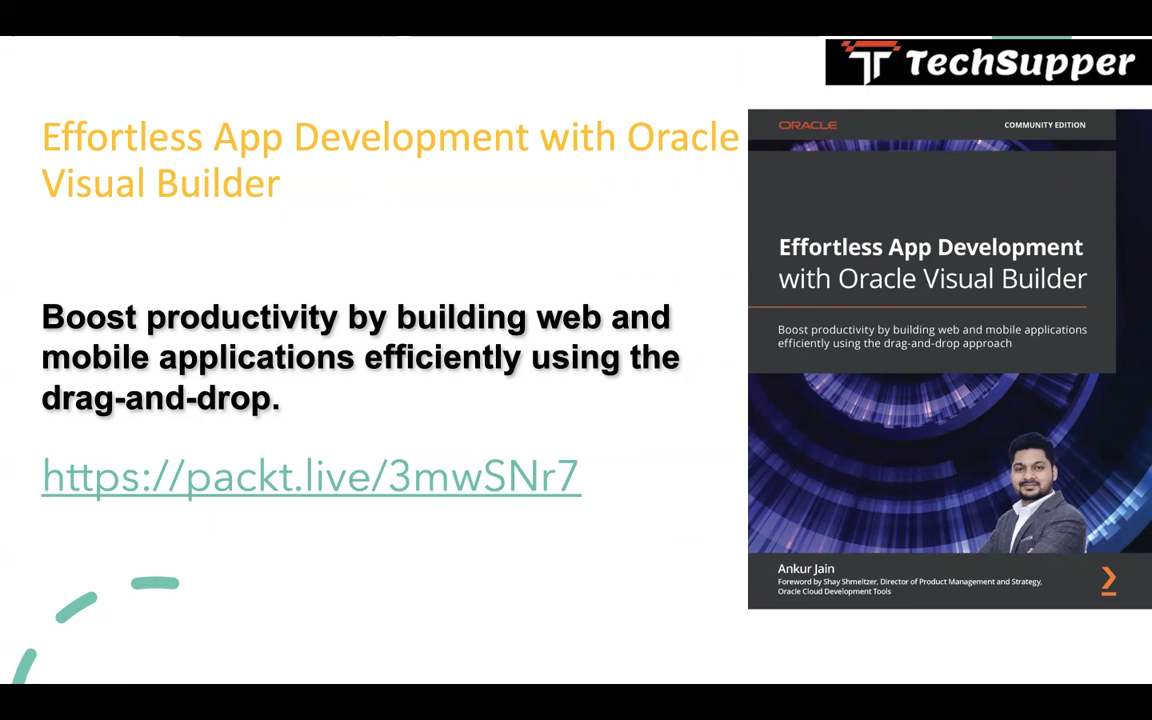 TechSupper
Effortless App Development with Oracle
Visual Builder
Boost productivity by building web and
mobile applications efficiently using the
drag-and-drop.
https://packt.live/3mwSNr7
ORACLE
COMMUNITY EDITION
Effortless App Development
with Oracle Visual Builder
Boost productivity by building web and mobile applications
efficiently using the drag-and-drop approach
Ankur Jain
Foreword by Shay Shmeltzer, Director of Product Management and Strategy,
Oracle Cloud Development Tools